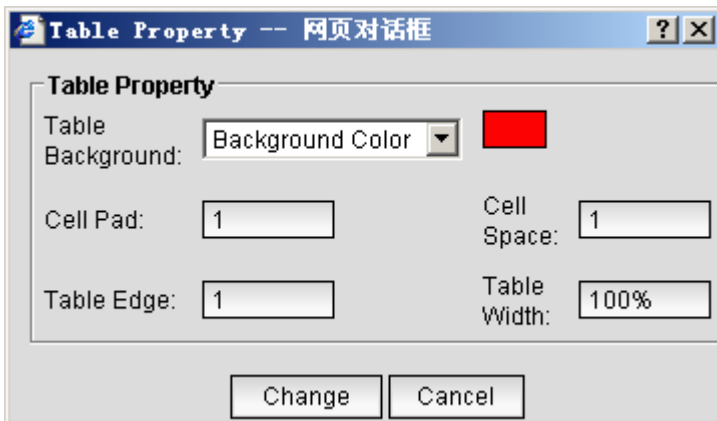 Table Property -- 网页对话框
Table Property
Table
Background:
Background Color
Cell Pad:
1
Cell
Space:
1
Table Edge:
1
Table
Width:
100%
Change
Cancel